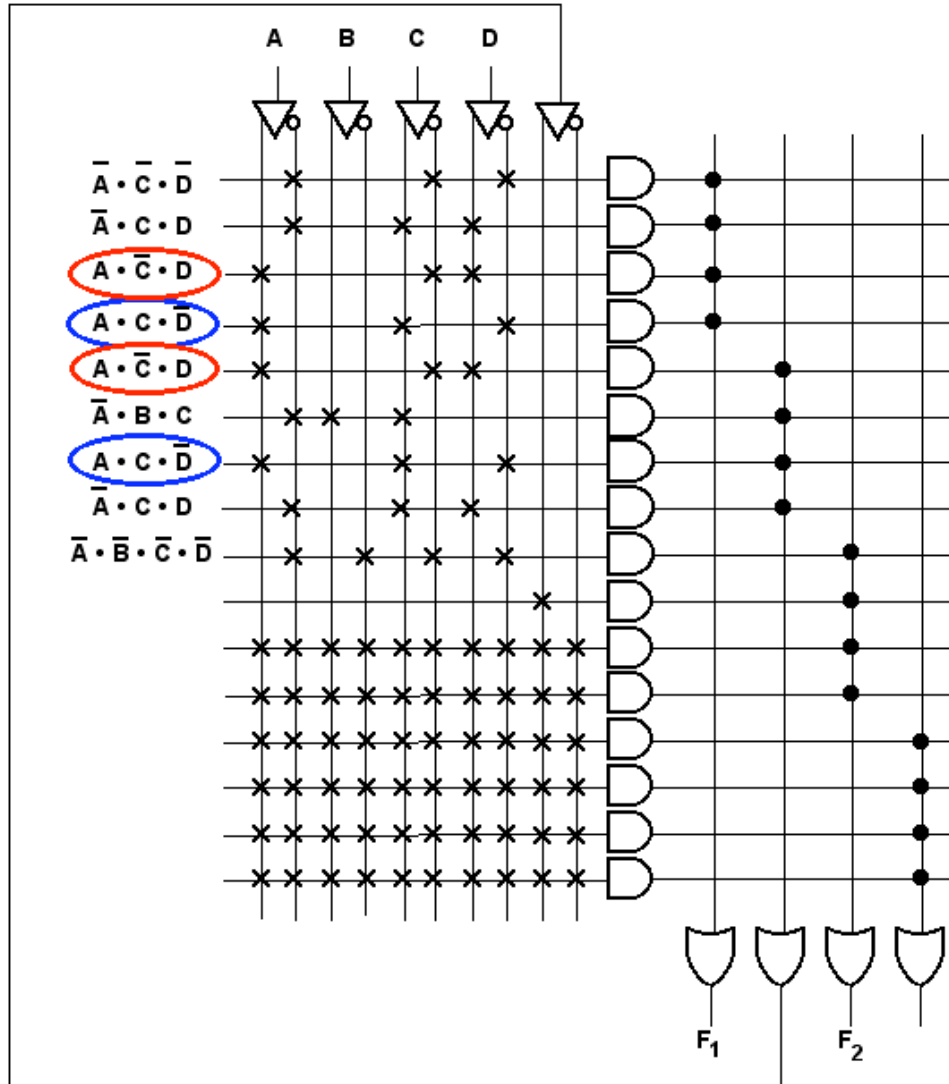 A B C D
A̅ • C̅ • D̅
A̅ • C • D
A • C̅ • D
A • C • D̅
A • C̅ • D
A̅ • B • C
A • C • D̅
A̅ • C • D
A̅ • B̅ • C̅ • D̅
F₁ F₂